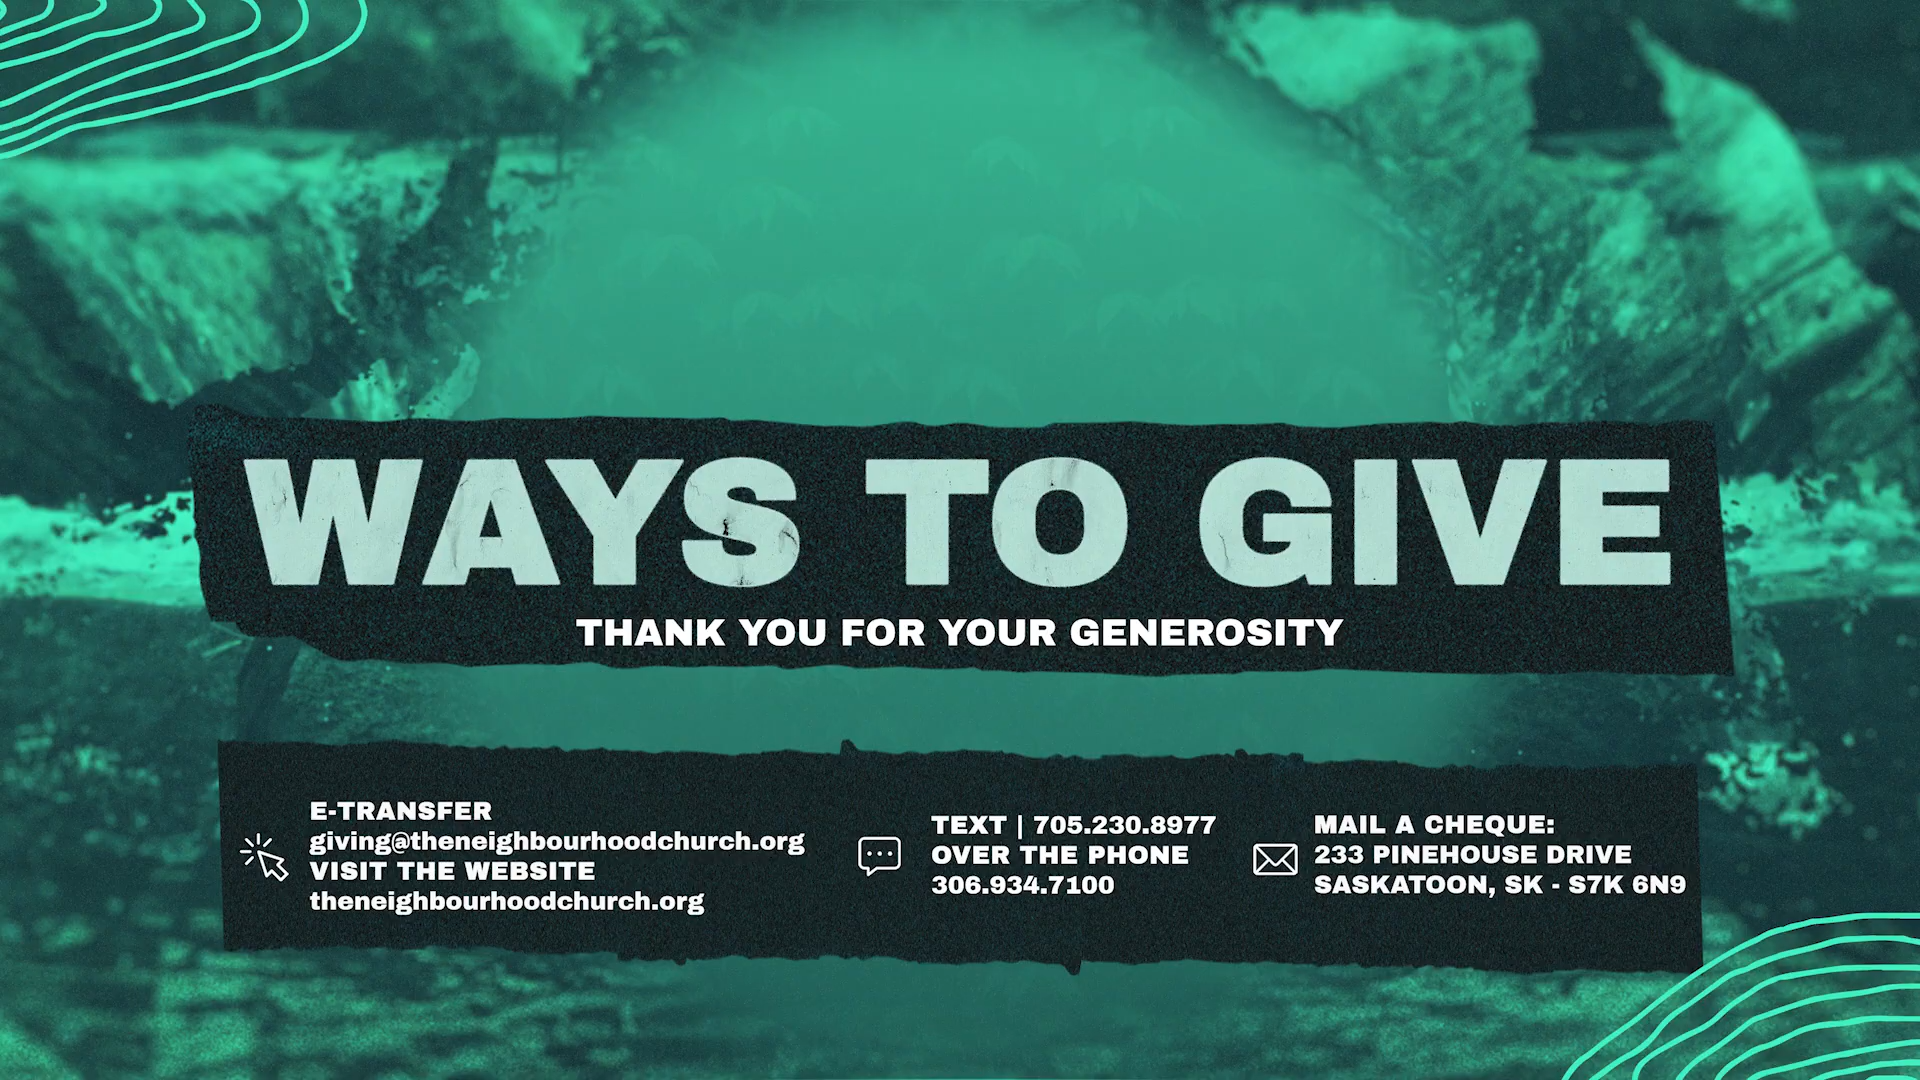 WAYS TO GIVE
THANK YOU FOR YOUR GENEROSITY
E-TRANSFER
giving@theneighbourhoodchurch.org
VISIT THE WEBSITE
theneighbourhoodchurch.org
TEXT | 705.230.8977
OVER THE PHONE
306.934.7100
MAIL A CHEQUE:
233 PINEHOUSE DRIVE
SASKATOON, SK - S7K 6N9